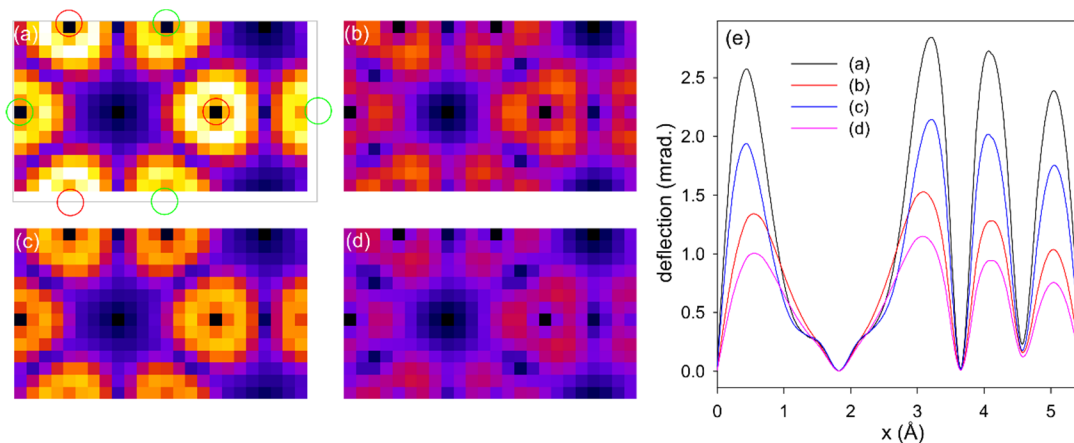 (a)
(b)
(c)
(d)
(e)
(a)
(b)
(c)
(d)
deflection (mrad.)
2.5
2.0
1.5
1.0
0.5
0.0
0 1 2 3 4 5
x (Å)